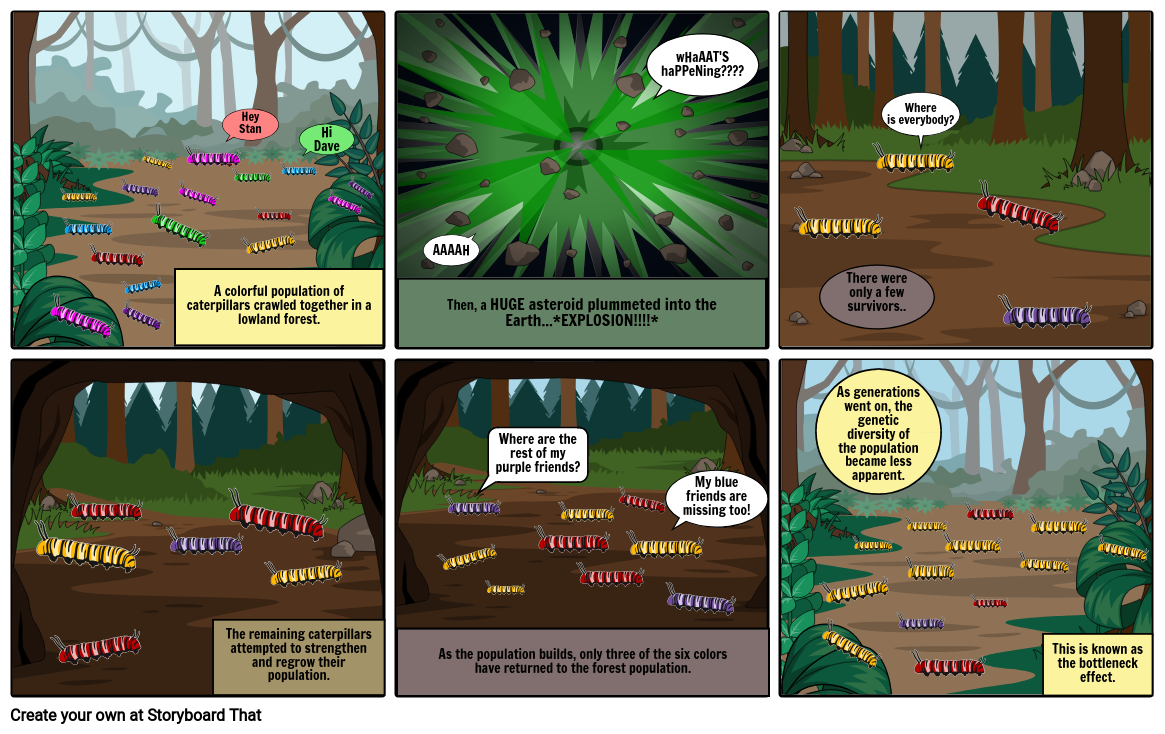 Hey
Stan
Hi
Dave
A colorful population of
caterpillars crawled together in a
lowland forest.
wHaAAT'S
haPPeNing????
AAAAH
Then, a HUGE asteroid plummeted into the
Earth...*EXPLOSION!!!!*
Where
is everybody?
There were
only a few
survivors..
The remaining caterpillars
attempted to strengthen
and regrow their
population.
Where are the
rest of my
purple friends?
My blue
friends are
missing too!
As the population builds, only three of the six colors
have returned to the forest population.
As generations
went on, the
genetic
diversity of
the population
became less
apparent.
This is known as
the bottleneck
effect.
Create your own at Storyboard That